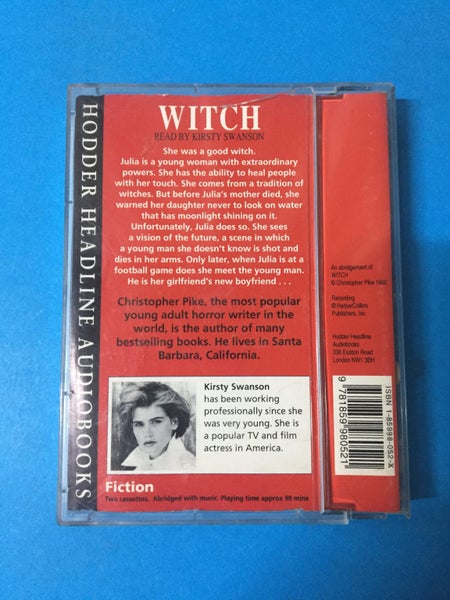 HODDER HEADLINE AUDIOBOOKS
WITCH
READ BY KIRSTY SWANSON
She was a good witch.
Julia is a young woman with extraordinary
powers. She has the ability to heal people
with her touch. She comes from a tradition of
witches. But before Julia's mother died, she
warned her daughter never to look on water
that has moonlight shining on it.
Unfortunately, Julia does so. She sees
a vision of the future, a scene in which
a young man she doesn't know is shot and
dies in her arms. Only later, when Julia is at a
football game does she meet the young man.
He is her girlfriend's new boyfriend . . .
Christopher Pike, the most popular
young adult horror writer in the
world, is the author of many
bestselling books. He lives in Santa
Barbara, California.
Kirsty Swanson
has been working
professionally since she
was very young. She is
a popular TV and film
actress in America.
Fiction
Two cassettes. Abridged with music. Playing time approx 90 mins
An abridgement of
WITCH
© Christopher Pike 1992
Recording
© HarperCollins
Publishers, Inc
Hodder Headline
Audiobooks
338 Euston Road
London NW1 3BH
ISBN 1-85998-052-X
9 781859 980521